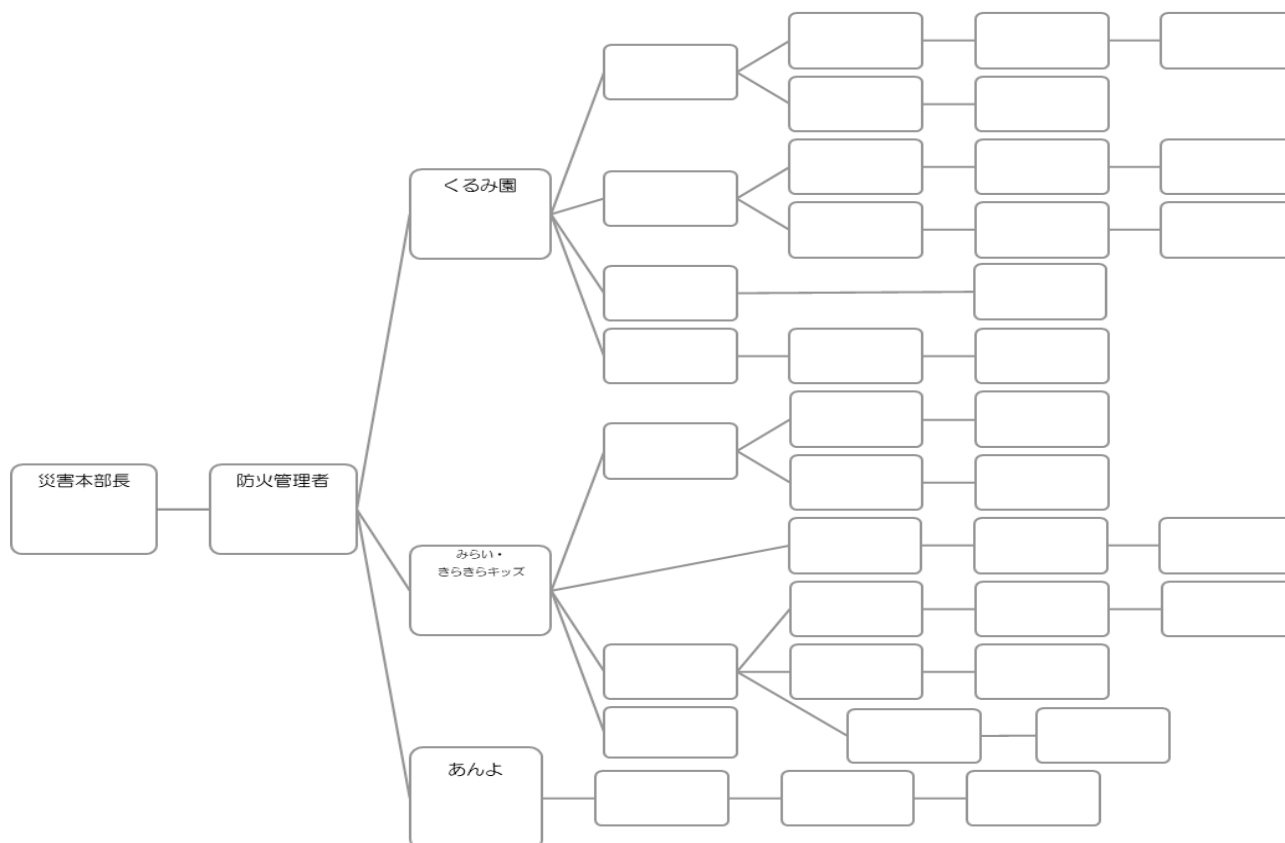 くるみ園
災害本部長
防火管理者
みらい・
きらきらキッズ
あんよ